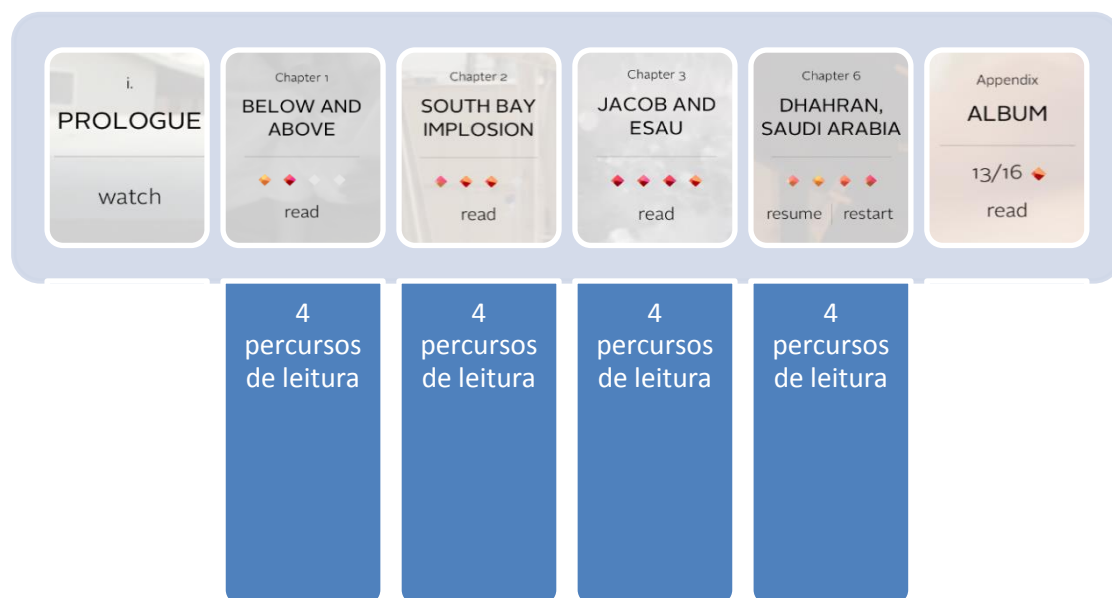 i.
PROLOGUE
watch
Chapter 1
BELOW AND
ABOVE
read
Chapter 2
SOUTH BAY
IMPLOSION
read
Chapter 3
JACOB AND
ESAU
read
Chapter 6
DHAHRAN,
SAUDI ARABIA
resume restart
Appendix
ALBUM
13/16
read
4
percursos
de leitura
4
percursos
de leitura
4
percursos
de leitura
4
percursos
de leitura